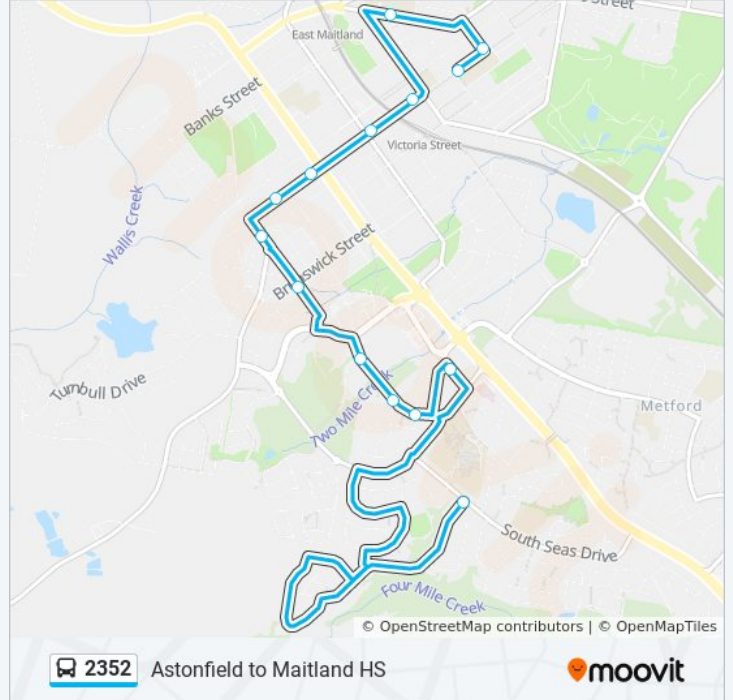 Street
East Maitland
Banks Street
Victoria Street
Wallis Creek
Brunswick Street
Turnbull Drive
Two Mile Creek
Metford
South Seas Drive
Four Mile Creek
© OpenStreetMap contributors | © OpenMapTiles
2352 Astonfield to Maitland HS
moovit